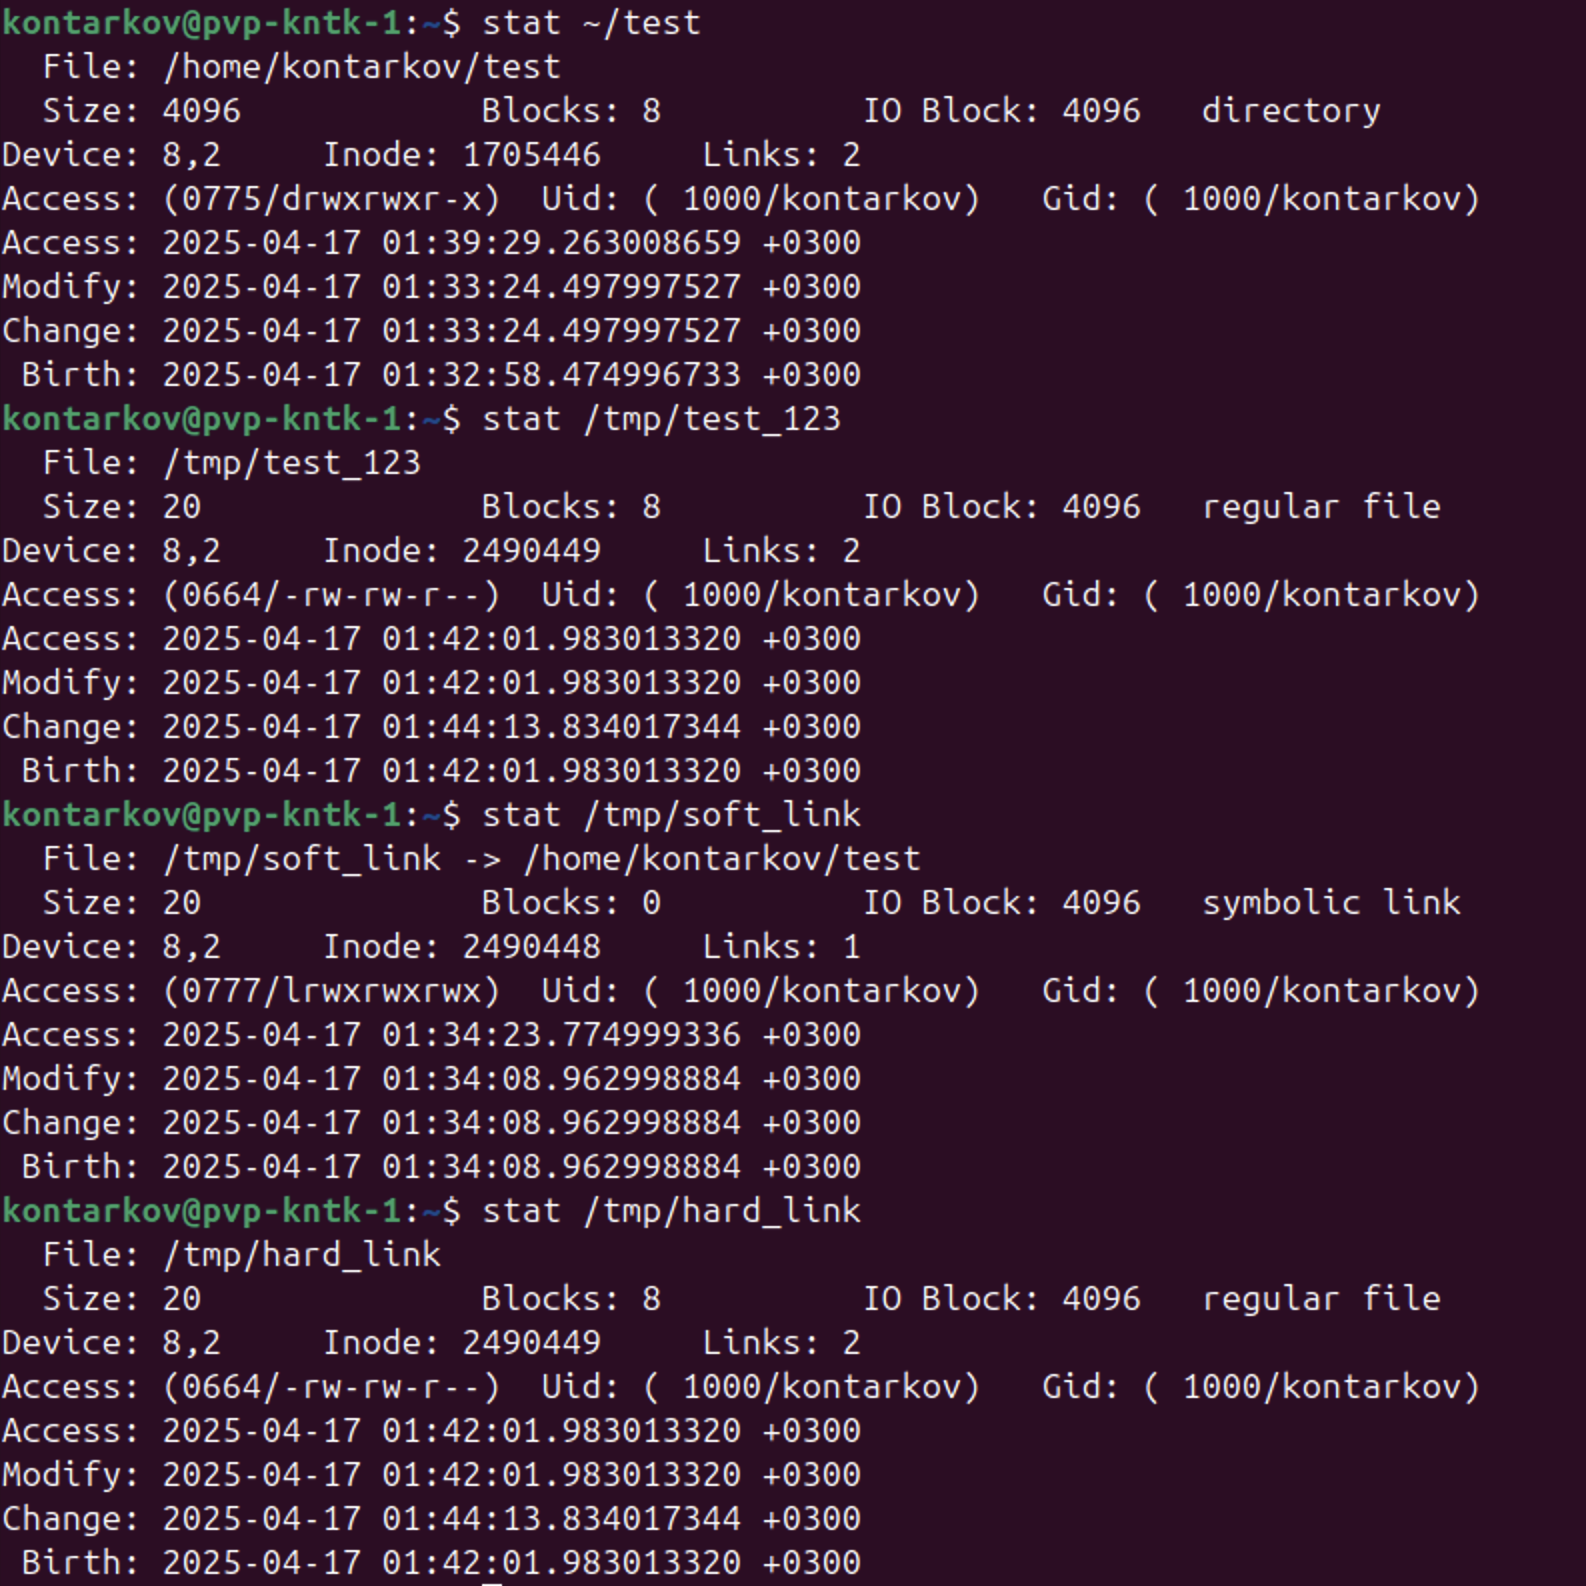 kontarkov@pvp-kntk-1:~$ stat ~/test
  File: /home/kontarkov/test
  Size: 4096            Blocks: 8          IO Block: 4096   directory
Device: 8,2     Inode: 1705446     Links: 2
Access: (0775/drwxrwxr-x)  Uid: ( 1000/kontarkov)   Gid: ( 1000/kontarkov)
Access: 2025-04-17 01:39:29.263008659 +0300
Modify: 2025-04-17 01:33:24.497997527 +0300
Change: 2025-04-17 01:33:24.497997527 +0300
 Birth: 2025-04-17 01:32:58.474996733 +0300
kontarkov@pvp-kntk-1:~$ stat /tmp/test_123
  File: /tmp/test_123
  Size: 20              Blocks: 8          IO Block: 4096   regular file
Device: 8,2     Inode: 2490449     Links: 2
Access: (0664/-rw-rw-r--)  Uid: ( 1000/kontarkov)   Gid: ( 1000/kontarkov)
Access: 2025-04-17 01:42:01.983013320 +0300
Modify: 2025-04-17 01:42:01.983013320 +0300
Change: 2025-04-17 01:44:13.834017344 +0300
 Birth: 2025-04-17 01:42:01.983013320 +0300
kontarkov@pvp-kntk-1:~$ stat /tmp/soft_link
  File: /tmp/soft_link -> /home/kontarkov/test
  Size: 20              Blocks: 0          IO Block: 4096   symbolic link
Device: 8,2     Inode: 2490448     Links: 1
Access: (0777/lrwxrwxrwx)  Uid: ( 1000/kontarkov)   Gid: ( 1000/kontarkov)
Access: 2025-04-17 01:34:23.774999336 +0300
Modify: 2025-04-17 01:34:08.962998884 +0300
Change: 2025-04-17 01:34:08.962998884 +0300
 Birth: 2025-04-17 01:34:08.962998884 +0300
kontarkov@pvp-kntk-1:~$ stat /tmp/hard_link
  File: /tmp/hard_link
  Size: 20              Blocks: 8          IO Block: 4096   regular file
Device: 8,2     Inode: 2490449     Links: 2
Access: (0664/-rw-rw-r--)  Uid: ( 1000/kontarkov)   Gid: ( 1000/kontarkov)
Access: 2025-04-17 01:42:01.983013320 +0300
Modify: 2025-04-17 01:42:01.983013320 +0300
Change: 2025-04-17 01:44:13.834017344 +0300
 Birth: 2025-04-17 01:42:01.983013320 +0300